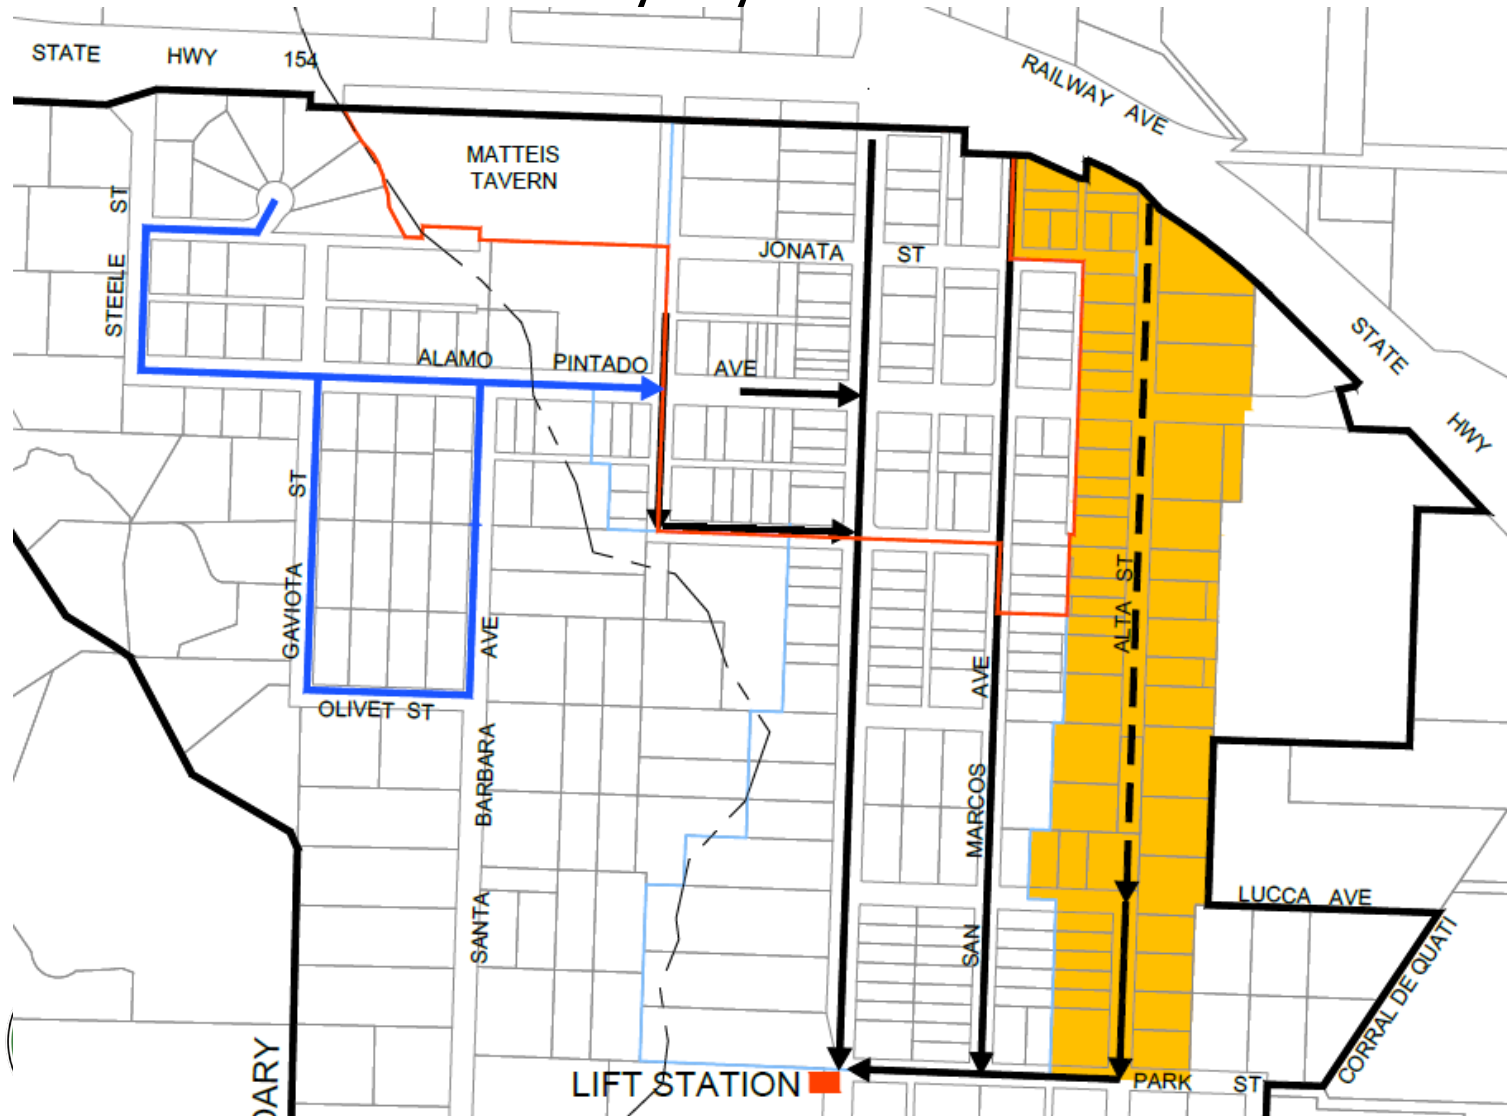 STATE HWY 154
RAILWAY AVE
MATTEIS
TAVERN
STEELE ST
JONATA ST
STATE HWY
ALAMO PINTADO AVE
GAVIOTA ST
OLIVET ST
SANTA BARBARA AVE
SAN MARCOS AVE
ALTA ST
LUCCA AVE
CORRAL DE QUATI
LIFT STATION
PARK ST
DARY